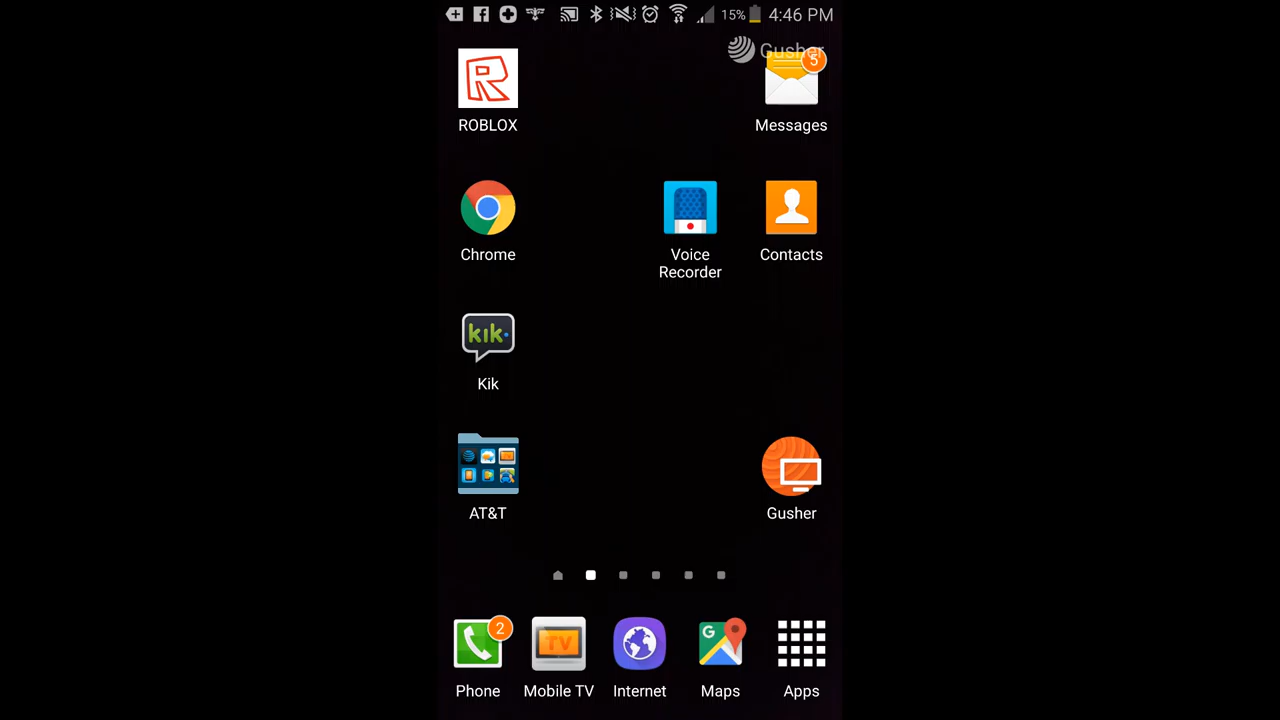 15% 4:46 PM
Gusher
5
ROBLOX
Messages
Chrome
Voice
Recorder
Contacts
kik
Kik
AT&T
Gusher
2
TV
G
Phone
Mobile TV
Internet
Maps
Apps